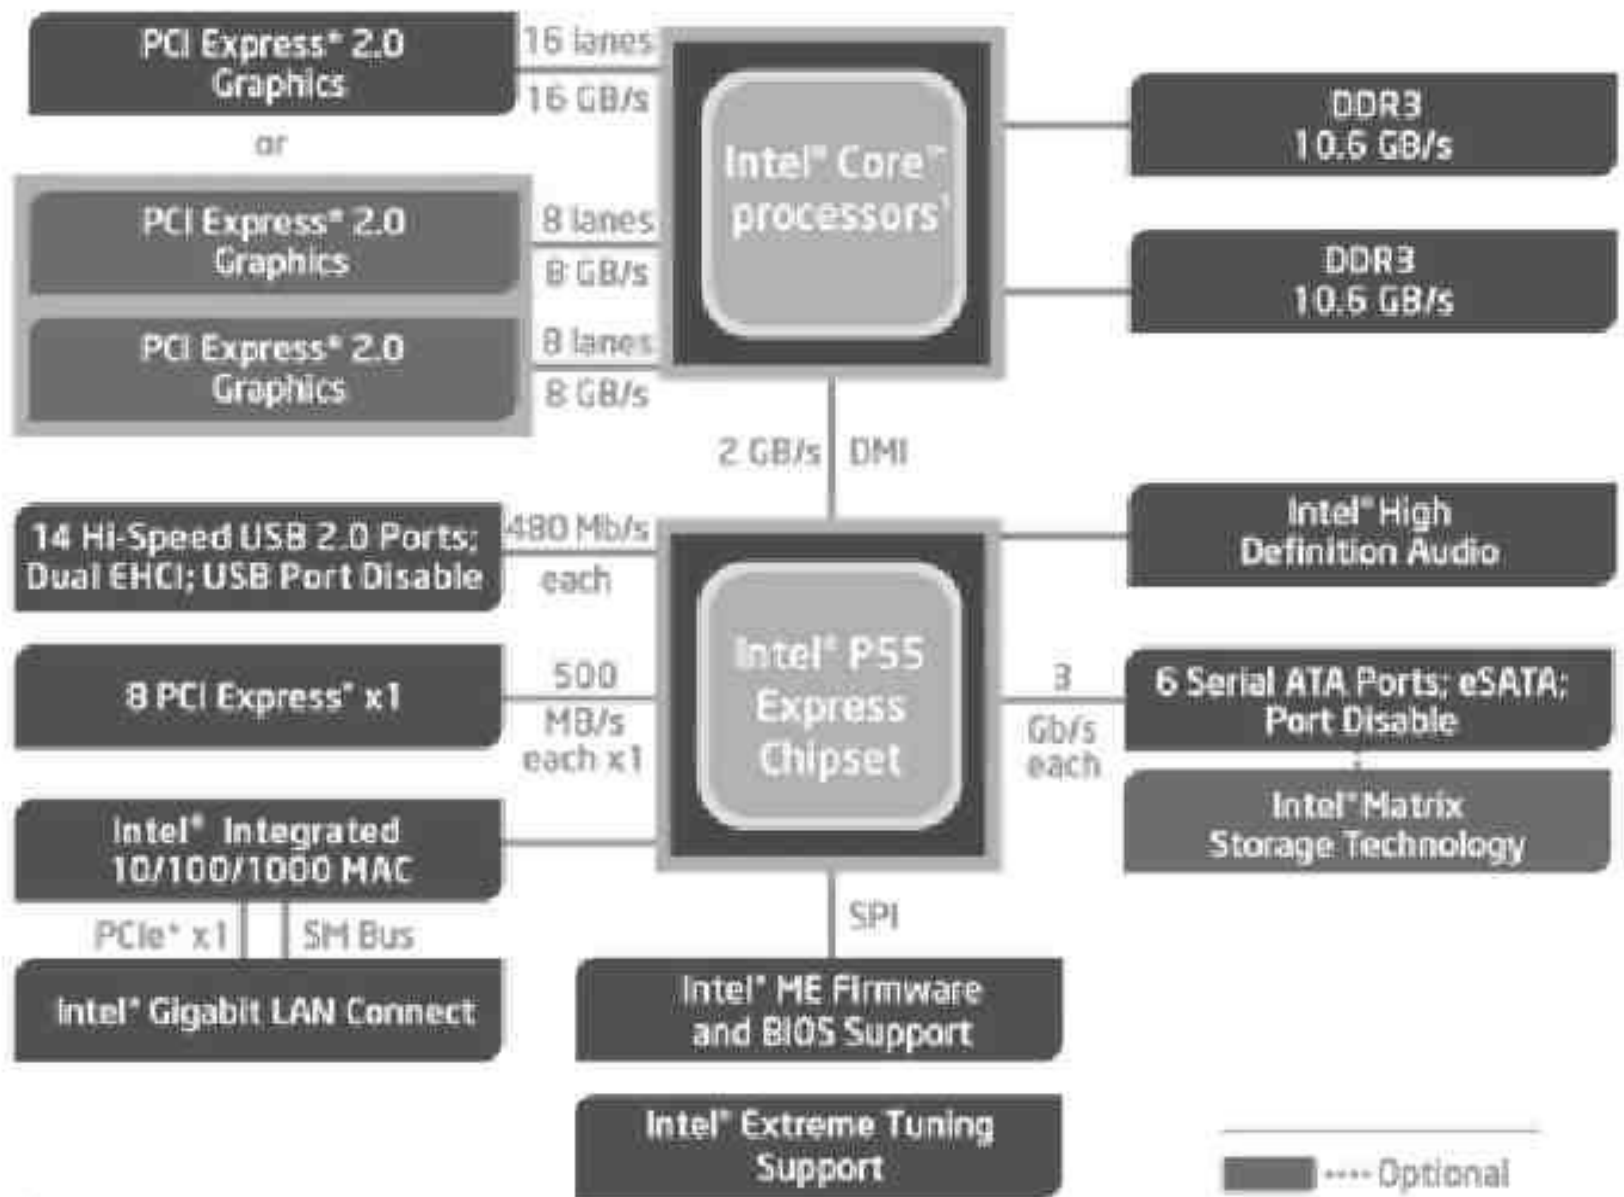 PCI Express* 2.0
Graphics
16 lanes
16 GB/s
or
PCI Express* 2.0
Graphics
8 lanes
8 GB/s
PCI Express* 2.0
Graphics
8 lanes
8 GB/s
Intel® Core™
processors¹
DDR3
10.6 GB/s
DDR3
10.6 GB/s
2 GB/s DMI
14 Hi-Speed USB 2.0 Ports;
Dual EHCI; USB Port Disable
480 Mb/s
each
8 PCI Express* x1
500
MB/s
each x1
Intel® Integrated
10/100/1000 MAC
PCIe* x1 SM Bus
Intel® Gigabit LAN Connect
Intel® P55
Express
Chipset
Intel® High
Definition Audio
3
Gb/s
each
6 Serial ATA Ports; eSATA;
Port Disable
Intel® Matrix
Storage Technology
SPI
Intel® ME Firmware
and BIOS Support
Intel® Extreme Tuning
Support
Optional